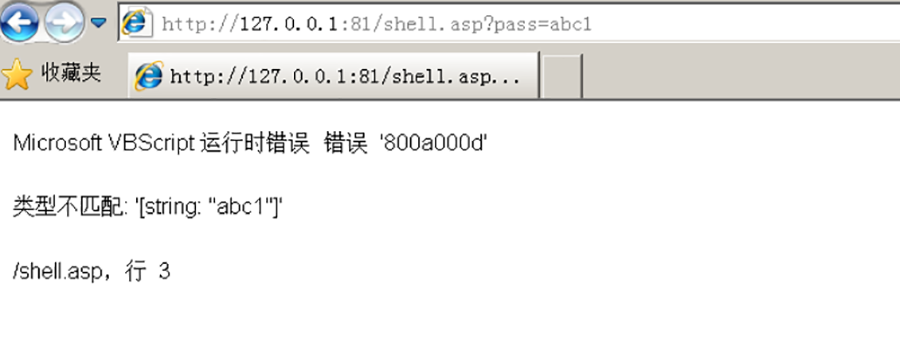 http://127.0.0.1:81/shell.asp?pass=abc1
收藏夹
http://127.0.0.1:81/shell.asp...
Microsoft VBScript 运行时错误 错误 '800a000d'
类型不匹配: '[string: "abc1"]'
/shell.asp，行 3